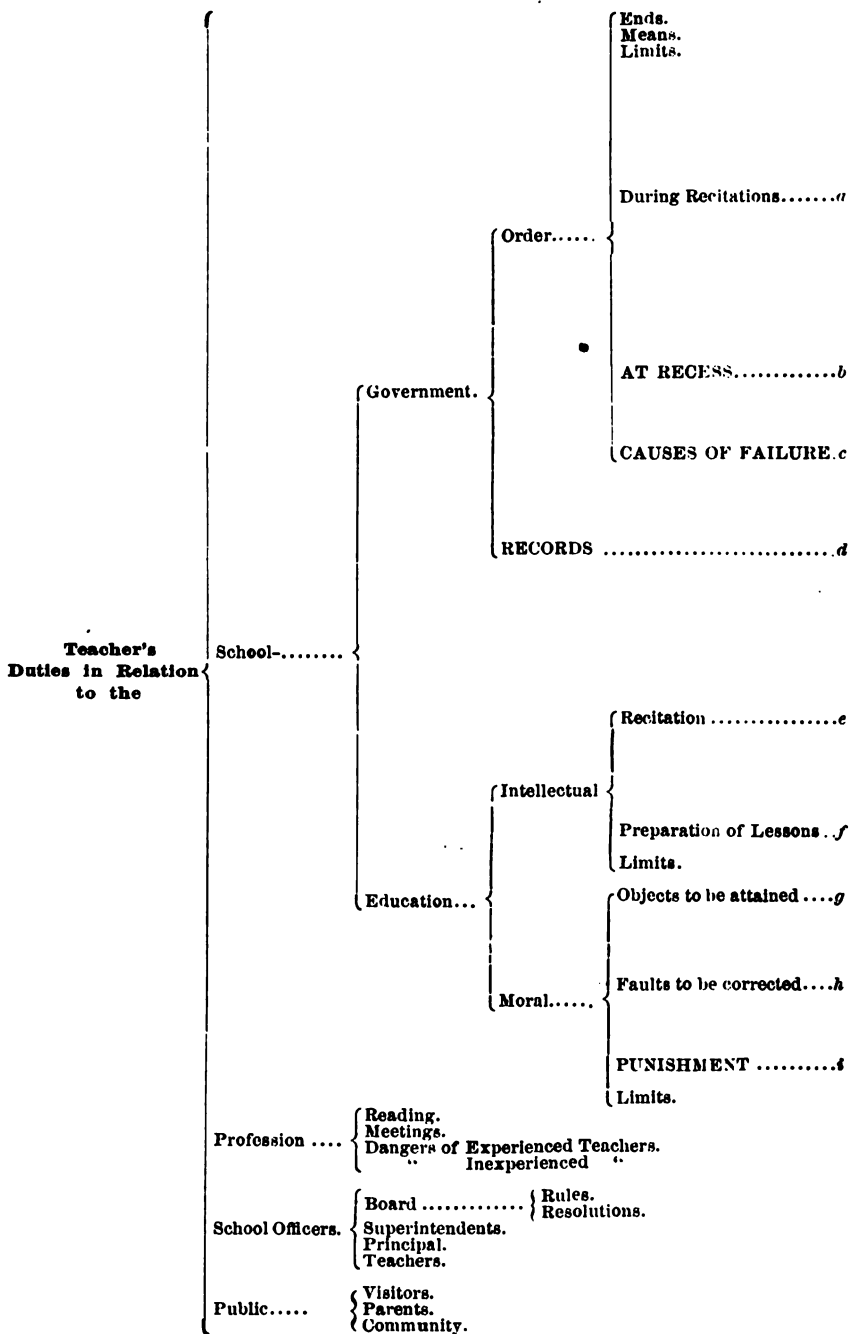 Ends.
Means.
Limits.
During Recitations.......a
Order......
AT RECESS.............b
Government.
CAUSES OF FAILURE.c
RECORDS ............................d
Teacher's
Duties in Relation
to the
School-........
Recitation ................e
Intellectual
Preparation of Lessons ..f
Limits.
Objects to be attained ....g
Education...
Faults to be corrected....h
Moral......
PUNISHMENT ..........i
Limits.
Profession ....
Reading.
Meetings.
Dangers of Experienced Teachers.
" Inexperienced "
School Officers.
Board .............
Rules.
Resolutions.
Superintendents.
Principal.
Teachers.
Public.....
Visitors.
Parents.
Community.